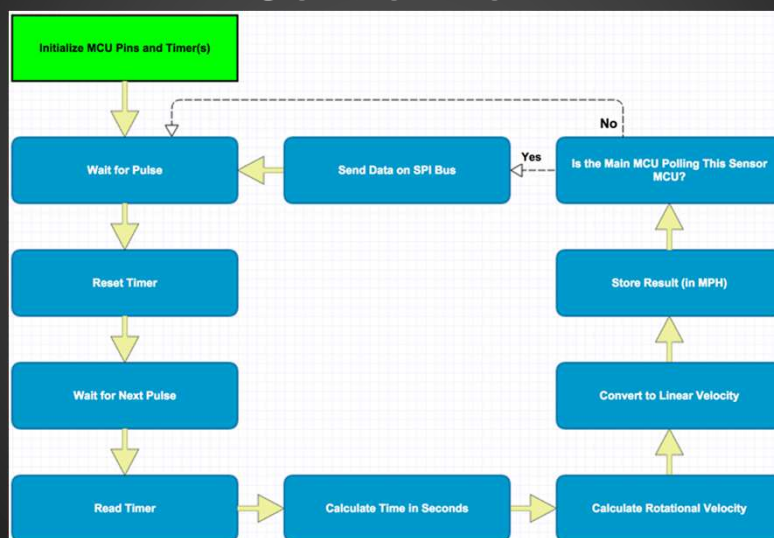 Initialize MCU Pins and Timer(s)
Wait for Pulse
Reset Timer
Wait for Next Pulse
Read Timer
Calculate Time in Seconds
Calculate Rotational Velocity
Convert to Linear Velocity
Store Result (in MPH)
Is the Main MCU Polling This Sensor
MCU?
No
Yes
Send Data on SPI Bus